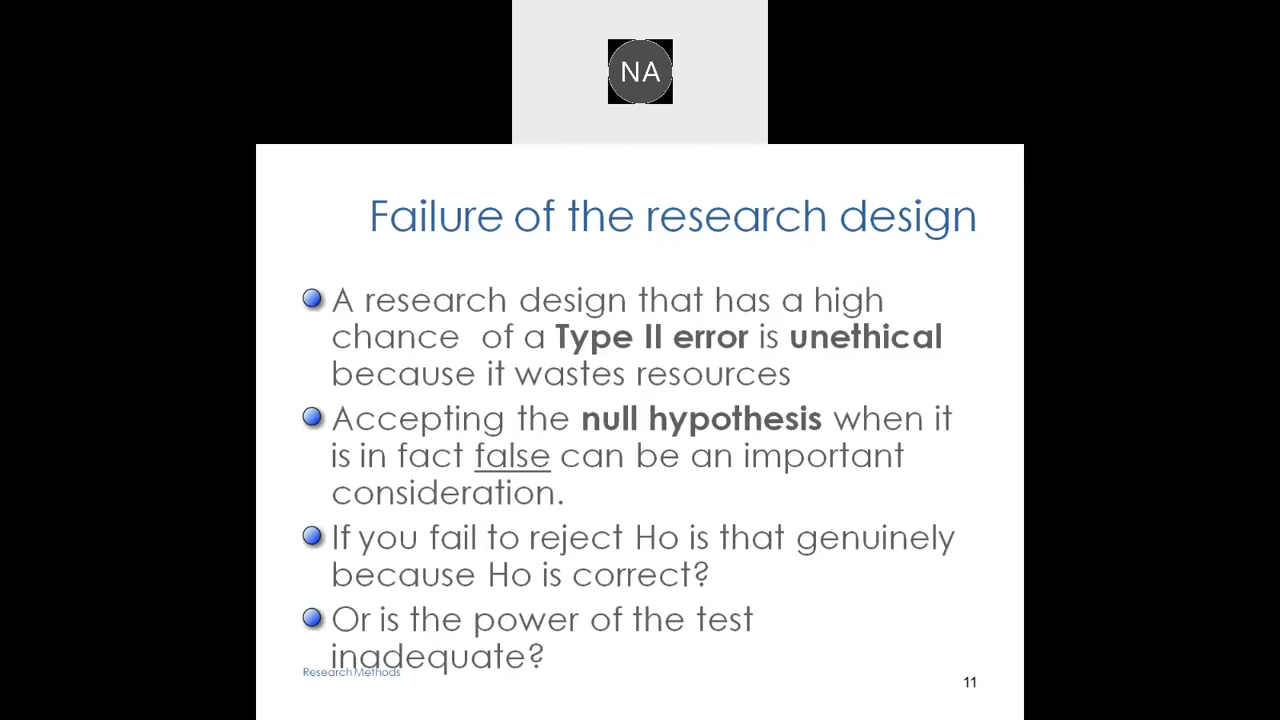 NA
Failure of the research design
A research design that has a high
chance of a Type II error is unethical
because it wastes resources
Accepting the null hypothesis when it
is in fact false can be an important
consideration.
If you fail to reject Ho is that genuinely
because Ho is correct?
Or is the power of the test
inadequate?
Research Methods
11